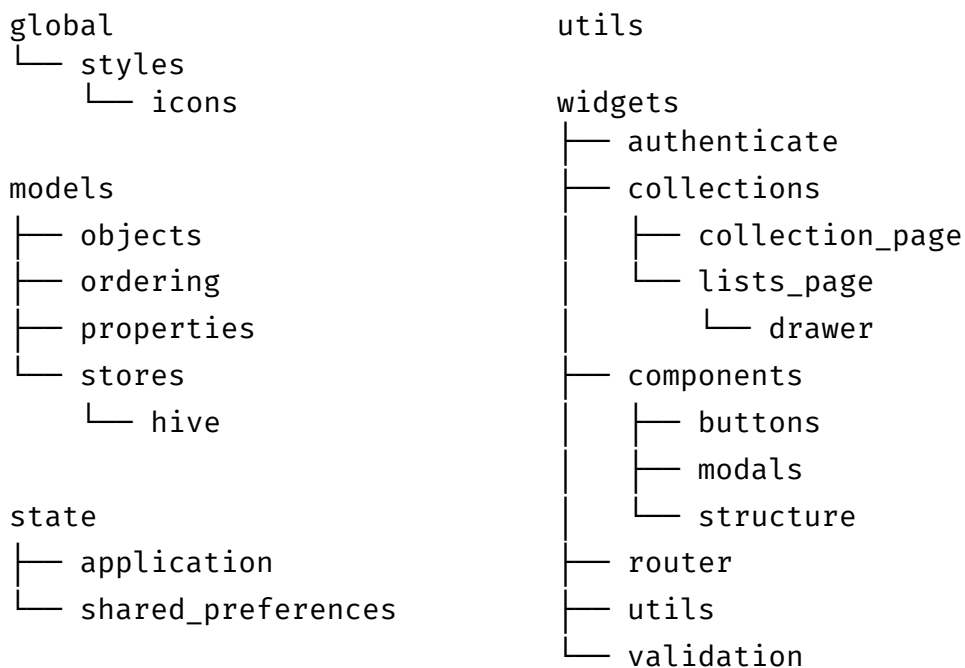 global
└── styles
    └── icons
models
├── objects
├── ordering
├── properties
└── stores
    └── hive
state
├── application
└── shared_preferences
utils
widgets
├── authenticate
├── collections
│   ├── collection_page
│   └── lists_page
│       └── drawer
├── components
│   ├── buttons
│   ├── modals
│   └── structure
├── router
├── utils
└── validation